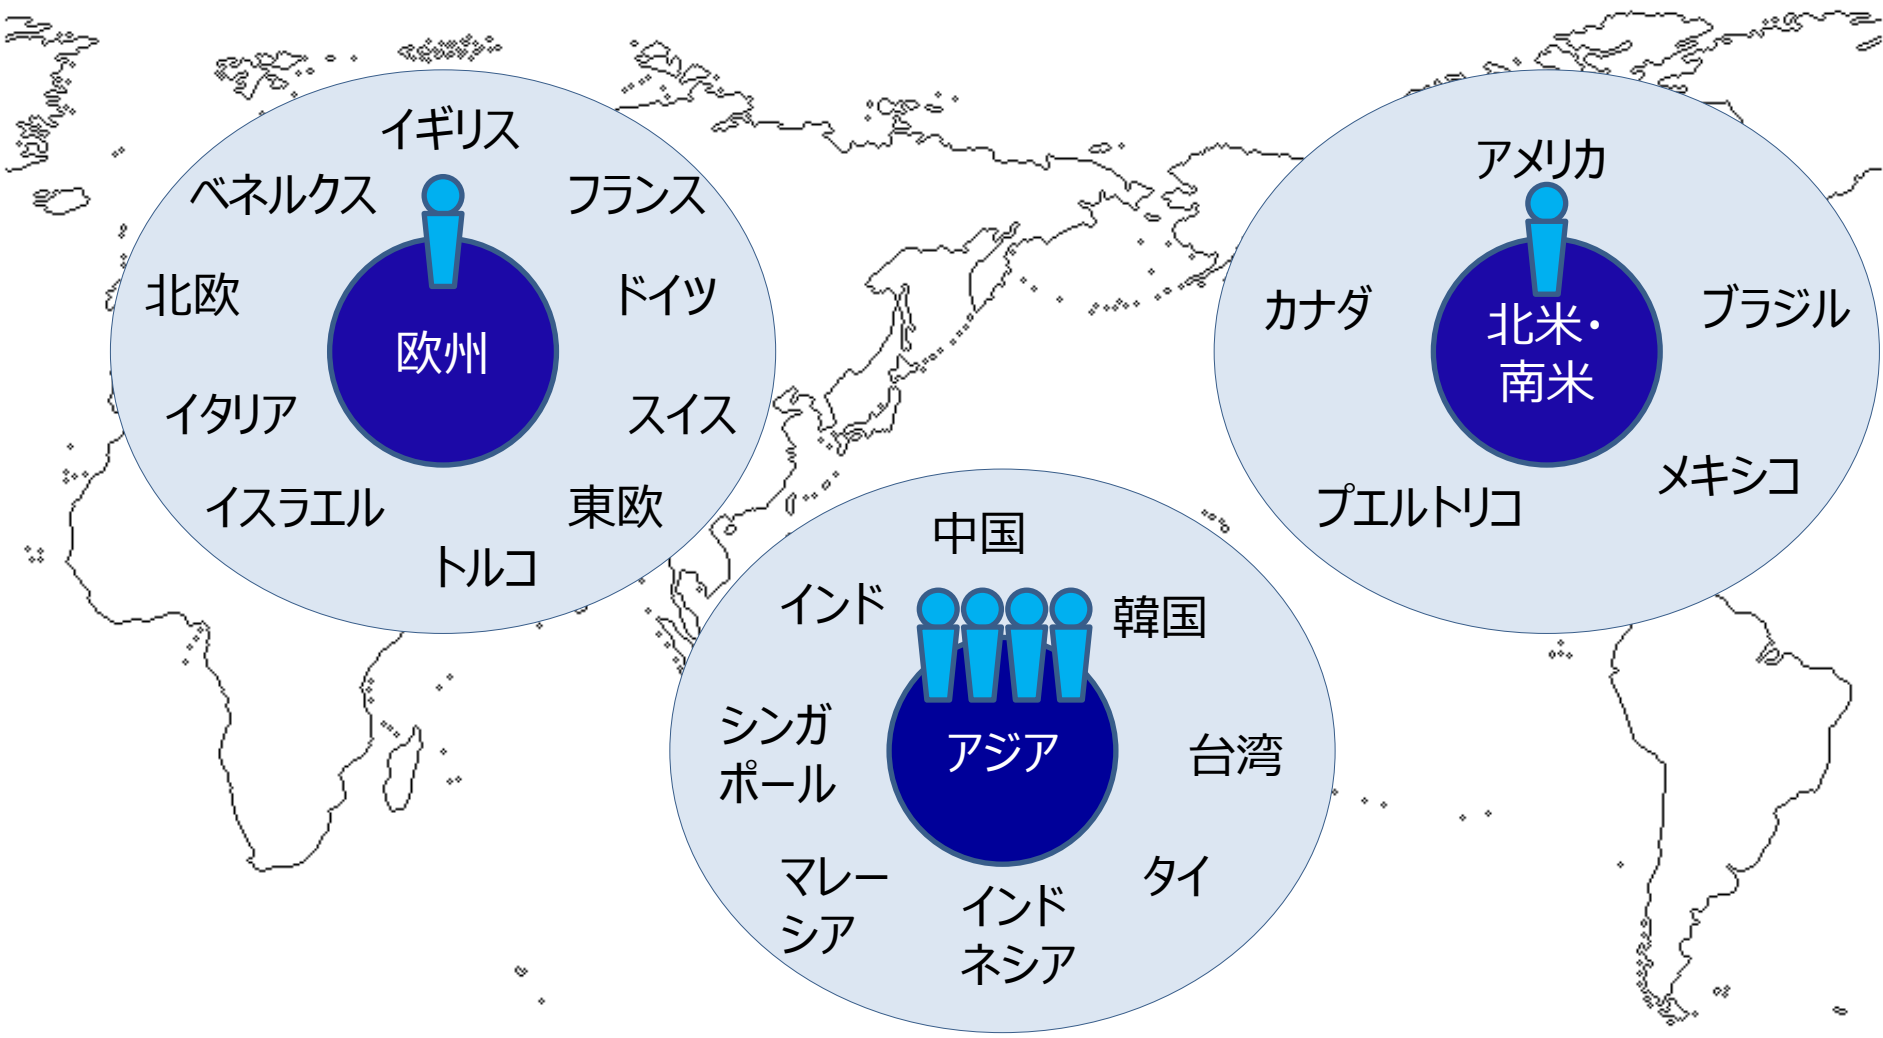 イギリス
ベネルクス
フランス
北欧
ドイツ
欧州
イタリア
スイス
イスラエル
東欧
トルコ
アメリカ
カナダ
ブラジル
北米・
南米
プエルトリコ
メキシコ
中国
インド
韓国
シンガ
ポール
アジア
台湾
マレー
シア
インド
ネシア
タイ